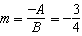 m = -A/B = -3/4